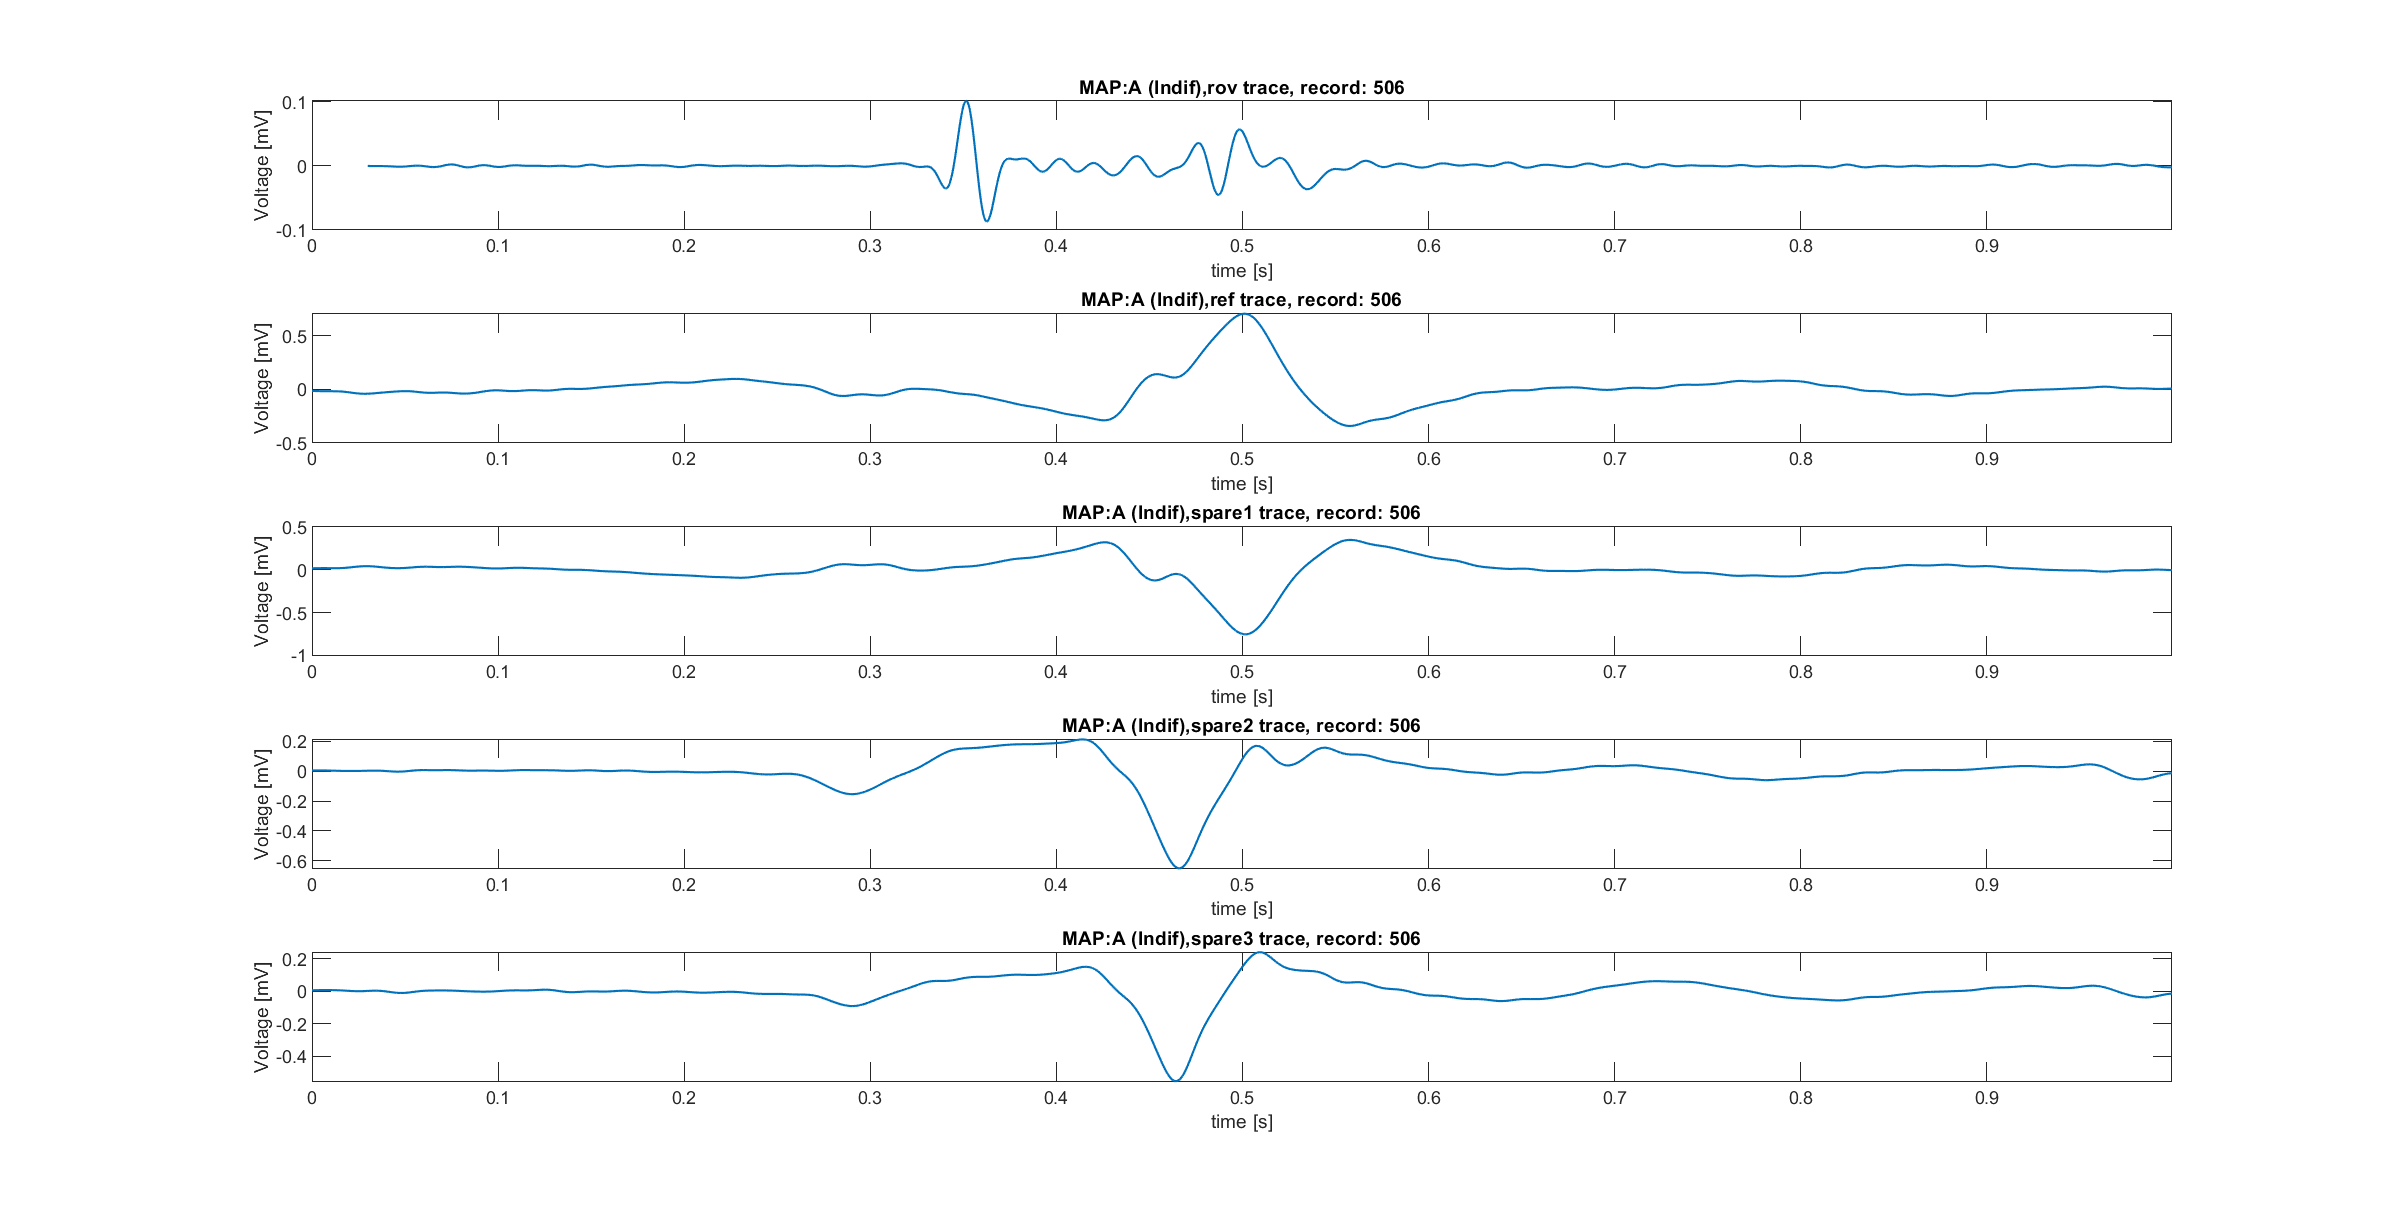 MAP:A (Indif),rov trace, record: 506
Voltage [mV]
0.1
0
-0.1
0 0.1 0.2 0.3 0.4 0.5 0.6 0.7 0.8 0.9
time [s]
MAP:A (Indif),ref trace, record: 506
Voltage [mV]
0.5
0
-0.5
0 0.1 0.2 0.3 0.4 0.5 0.6 0.7 0.8 0.9
time [s]
MAP:A (Indif),spare1 trace, record: 506
Voltage [mV]
0.5
0
-0.5
-1
0 0.1 0.2 0.3 0.4 0.5 0.6 0.7 0.8 0.9
time [s]
MAP:A (Indif),spare2 trace, record: 506
Voltage [mV]
0.2
0
-0.2
-0.4
-0.6
0 0.1 0.2 0.3 0.4 0.5 0.6 0.7 0.8 0.9
time [s]
MAP:A (Indif),spare3 trace, record: 506
Voltage [mV]
0.2
0
-0.2
-0.4
0 0.1 0.2 0.3 0.4 0.5 0.6 0.7 0.8 0.9
time [s]